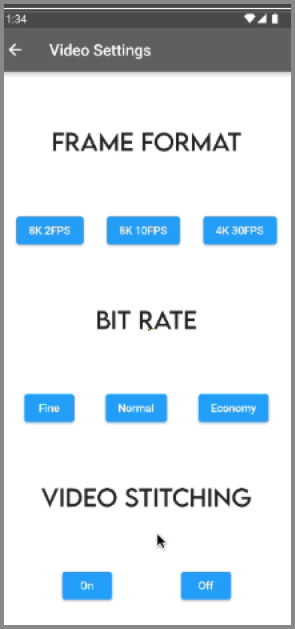 1:34
Video Settings
FRAME FORMAT
8K 2FPS 8K 10FPS 4K 30FPS
BIT RATE
Fine Normal Economy
VIDEO STITCHING
On Off